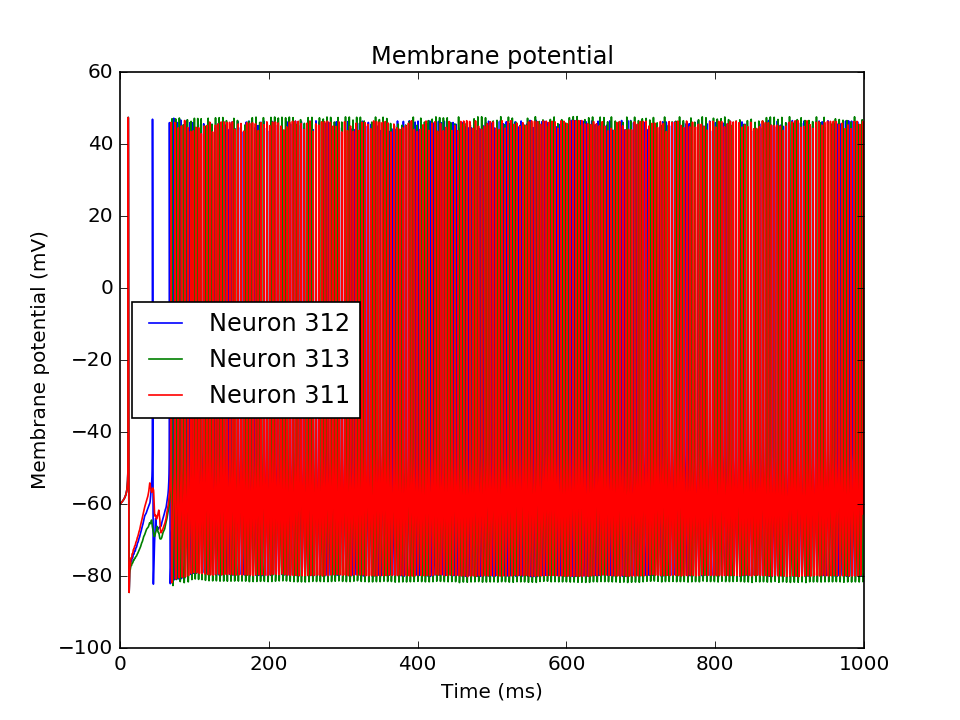 Membrane potential
60
40
20
0
−20
−40
−60
−80
−100
Membrane potential (mV)
Neuron 312
Neuron 313
Neuron 311
0 200 400 600 800 1000
Time (ms)